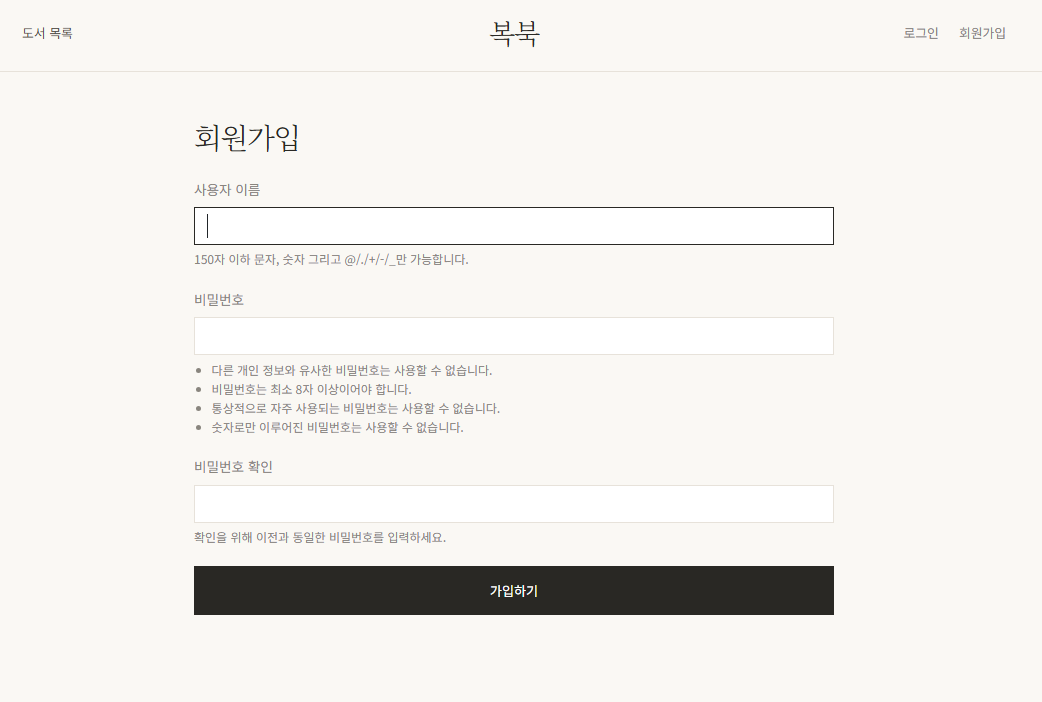 도서 목록
복북
로그인 회원가입
회원가입
사용자 이름
150자 이하 문자, 숫자 그리고 @/./+/-/_만 가능합니다.
비밀번호
다른 개인 정보와 유사한 비밀번호는 사용할 수 없습니다.
비밀번호는 최소 8자 이상이어야 합니다.
통상적으로 자주 사용되는 비밀번호는 사용할 수 없습니다.
숫자로만 이루어진 비밀번호는 사용할 수 없습니다.
비밀번호 확인
확인을 위해 이전과 동일한 비밀번호를 입력하세요.
가입하기